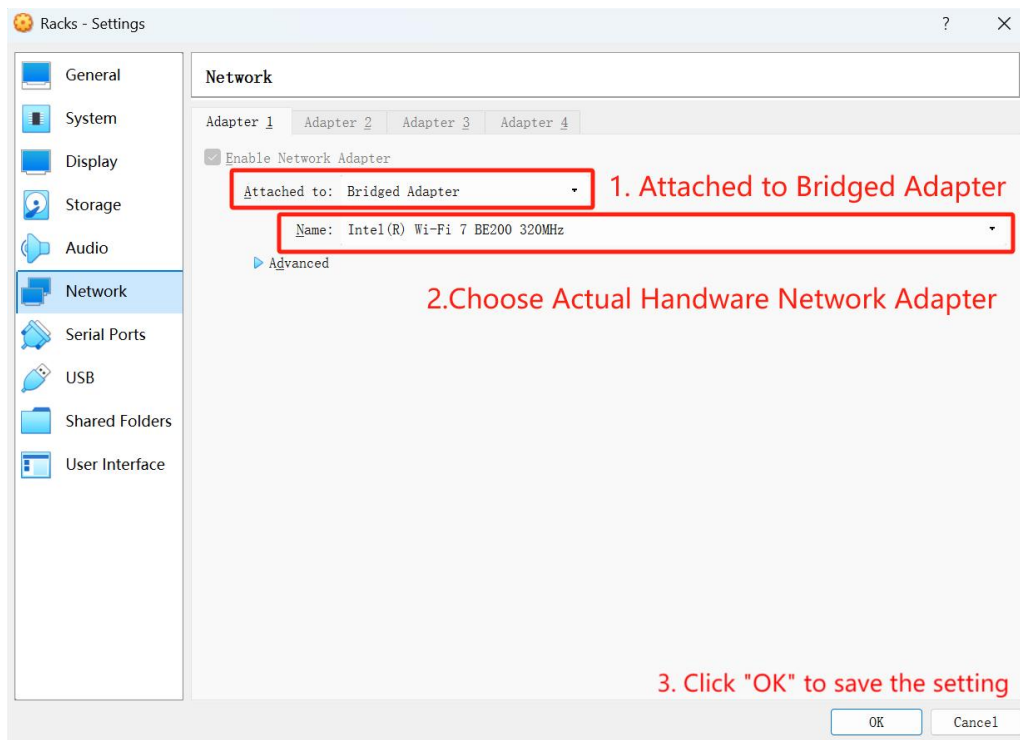 Racks - Settings
?
General
System
Display
Storage
Audio
Network
Serial Ports
USB
Shared Folders
User Interface
Network
Adapter 1 Adapter 2 Adapter 3 Adapter 4
Enable Network Adapter
Attached to: Bridged Adapter
1. Attached to Bridged Adapter
Name: Intel(R) Wi-Fi 7 BE200 320MHz
Advanced
2.Choose Actual Handware Network Adapter
3. Click "OK" to save the setting
OK Cancel